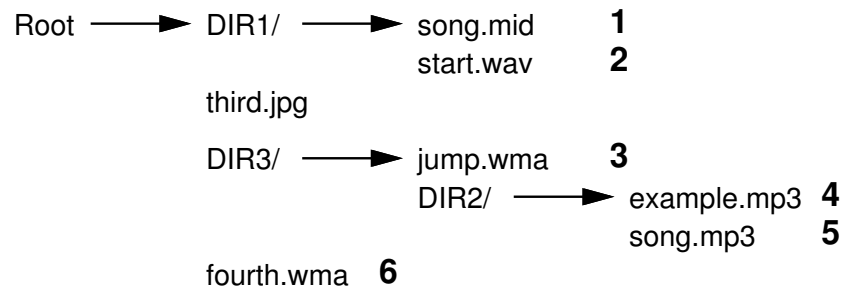 Root DIR1/ song.mid 1
start.wav 2
third.jpg
DIR3/ jump.wma 3
DIR2/ example.mp3 4
song.mp3 5
fourth.wma 6